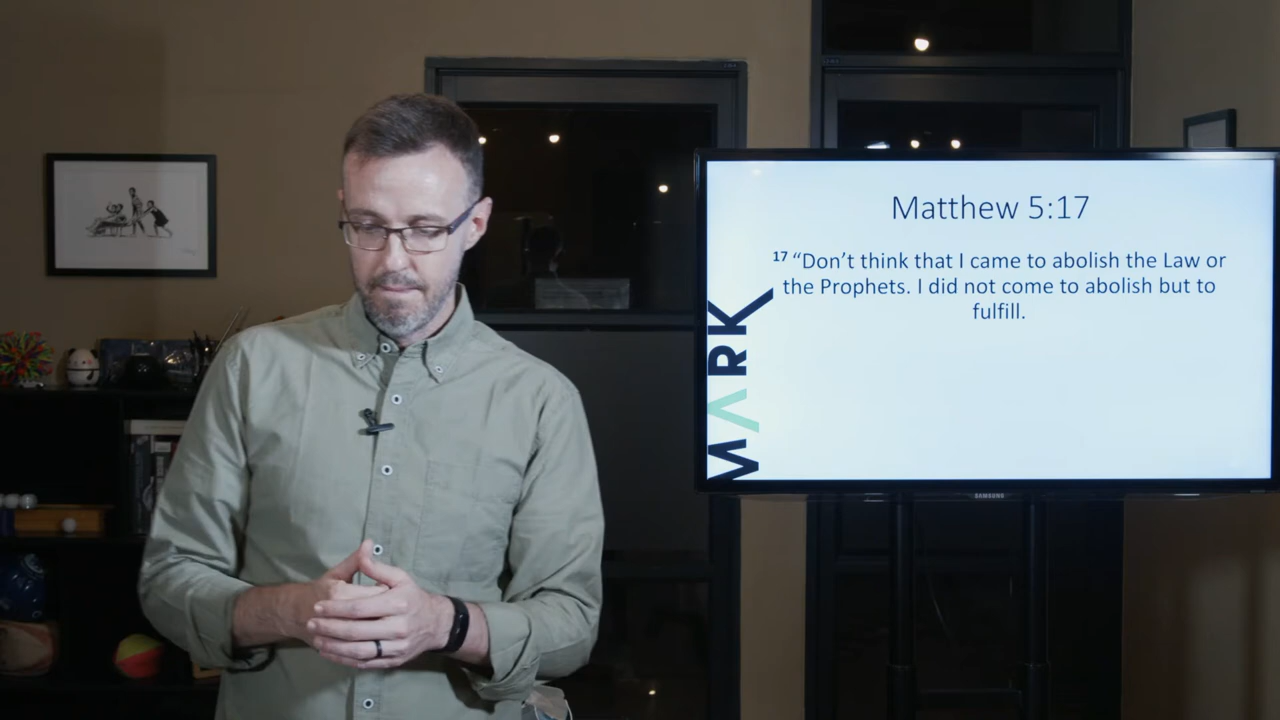 Matthew 5:17
17 “Don’t think that I came to abolish the Law or
the Prophets. I did not come to abolish but to
fulfill.
MARK
SAMSUNG